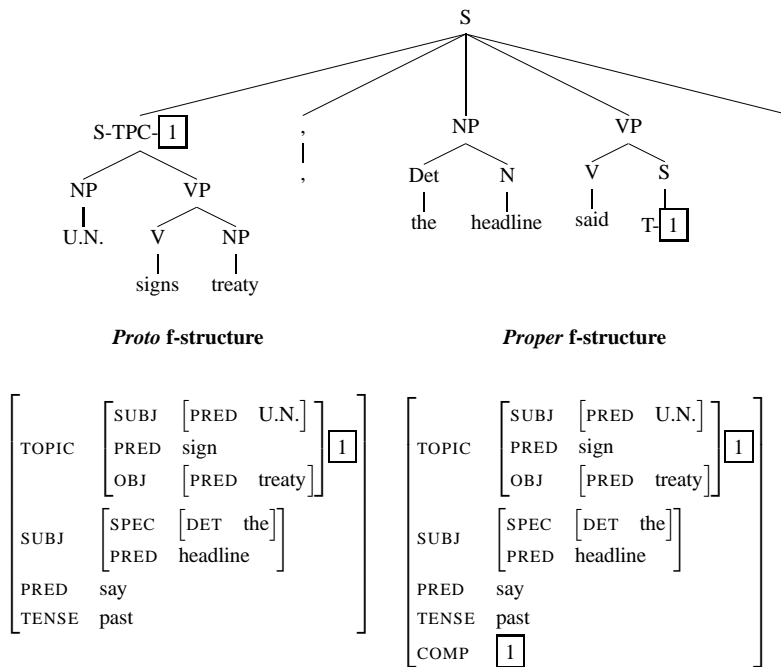 S
S-TPC- 1
,
NP
VP
NP
VP
,
Det
N
V
S
U.N.
V
NP
the
headline
said
T- 1
signs
treaty
Proto f-structure
Proper f-structure
SUBJ [PRED U.N.]
TOPIC PRED sign 1
OBJ [PRED treaty]
SUBJ SPEC [DET the]
PRED headline
PRED say
TENSE past
SUBJ [PRED U.N.]
TOPIC PRED sign 1
OBJ [PRED treaty]
SUBJ SPEC [DET the]
PRED headline
PRED say
TENSE past
COMP 1